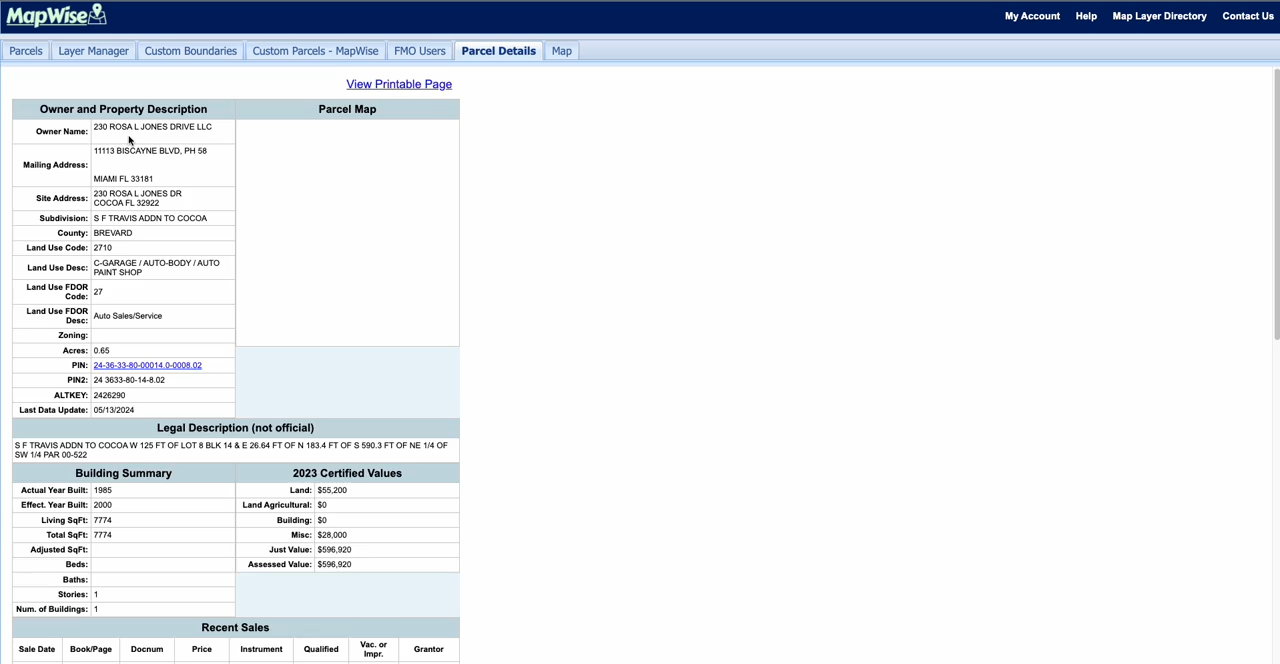 MapWise
My Account Help Map Layer Directory Contact Us
Parcels Layer Manager Custom Boundaries Custom Parcels - MapWise FMO Users Parcel Details Map
View Printable Page
Owner and Property Description Parcel Map
Owner Name: 230 ROSA L JONES DRIVE LLC
Mailing Address: 11113 BISCAYNE BLVD, PH 58
MIAMI FL 33181
Site Address: 230 ROSA L JONES DR
COCOA FL 32922
Subdivision: S F TRAVIS ADDN TO COCOA
County: BREVARD
Land Use Code: 2710
Land Use Desc: C-GARAGE / AUTO-BODY / AUTO
PAINT SHOP
Land Use FDOR
Code: 27
Land Use FDOR
Desc: Auto Sales/Service
Zoning:
Acres: 0.65
PIN: 24-36-33-80-00014.0-0008.02
PIN2: 24 3633-80-14-8.02
ALTKEY: 2426290
Last Data Update: 05/13/2024
Legal Description (not official)
S F TRAVIS ADDN TO COCOA W 125 FT OF LOT 8 BLK 14 & E 26.64 FT OF N 183.4 FT OF S 590.3 FT OF NE 1/4 OF
SW 1/4 PAR 00-522
Building Summary 2023 Certified Values
Actual Year Built: 1985 Land: $55,200
Effect. Year Built: 2000 Land Agricultural: $0
Living SqFt: 7774 Building: $0
Total SqFt: 7774 Misc: $28,000
Adjusted SqFt: Just Value: $596,920
Beds: Assessed Value: $596,920
Baths:
Stories: 1
Num. of Buildings: 1
Recent Sales
Sale Date Book/Page Docnum Price Instrument Qualified Vac. or
Impr. Grantor